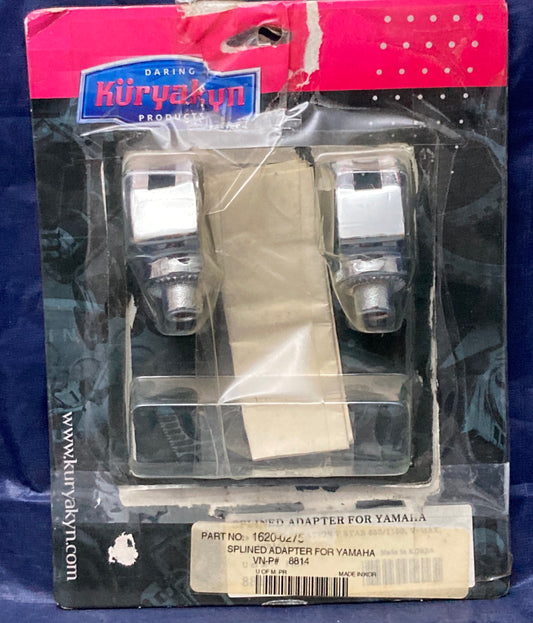 DARING
Küryakyn
PRODUCTS
www.kuryakyn.com
SPLINED ADAPTER FOR YAMAHA
PART NO: 1620-0275
SPLINED ADAPTER FOR YAMAHA
VN-P# 8814
U OF M PR MADE IN KOR